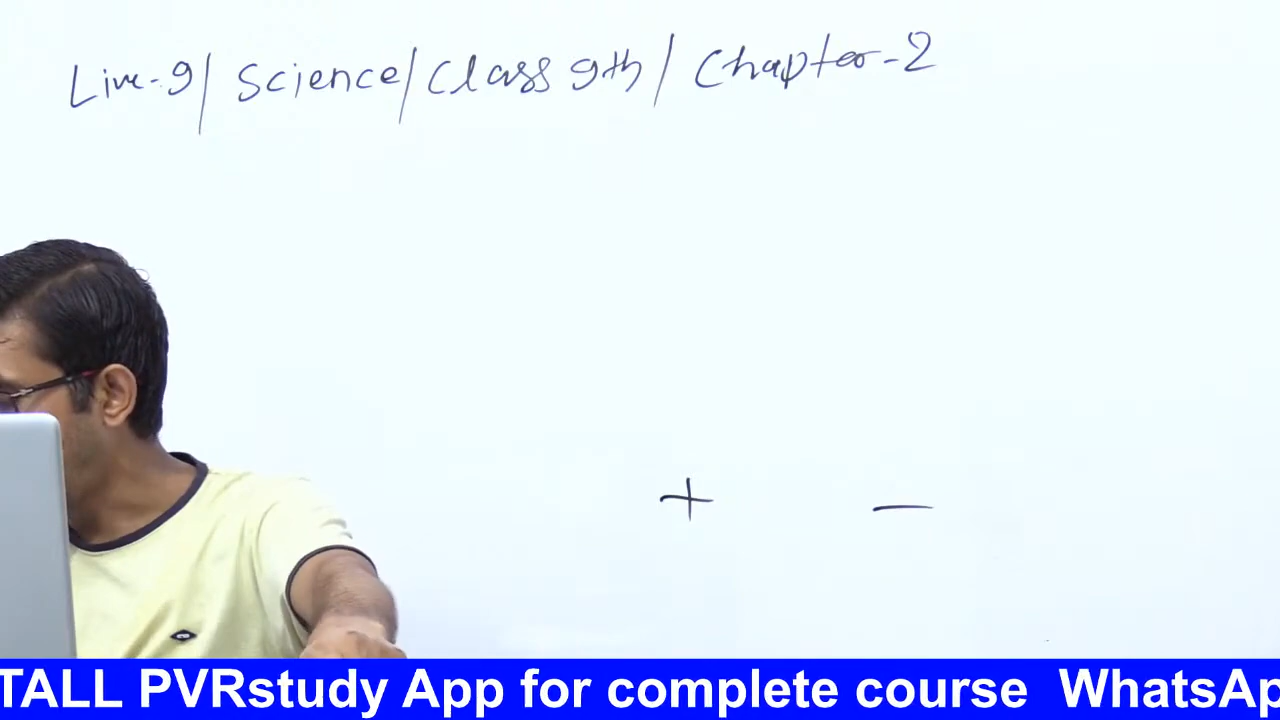 Live-9/ Science/ Class 9th/ Chapter-2
+ −
TALL PVRstudy App for complete course WhatsAp